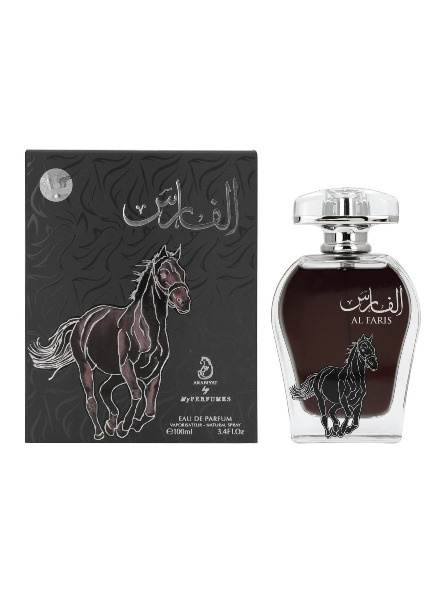 الفارس
ARABIYAT
by
MyPERFUMES
EAU DE PARFUM
VAPORISATEUR - NATURAL SPRAY
℮100ml 3.4Fl.Oz
الفارس
AL FARIS